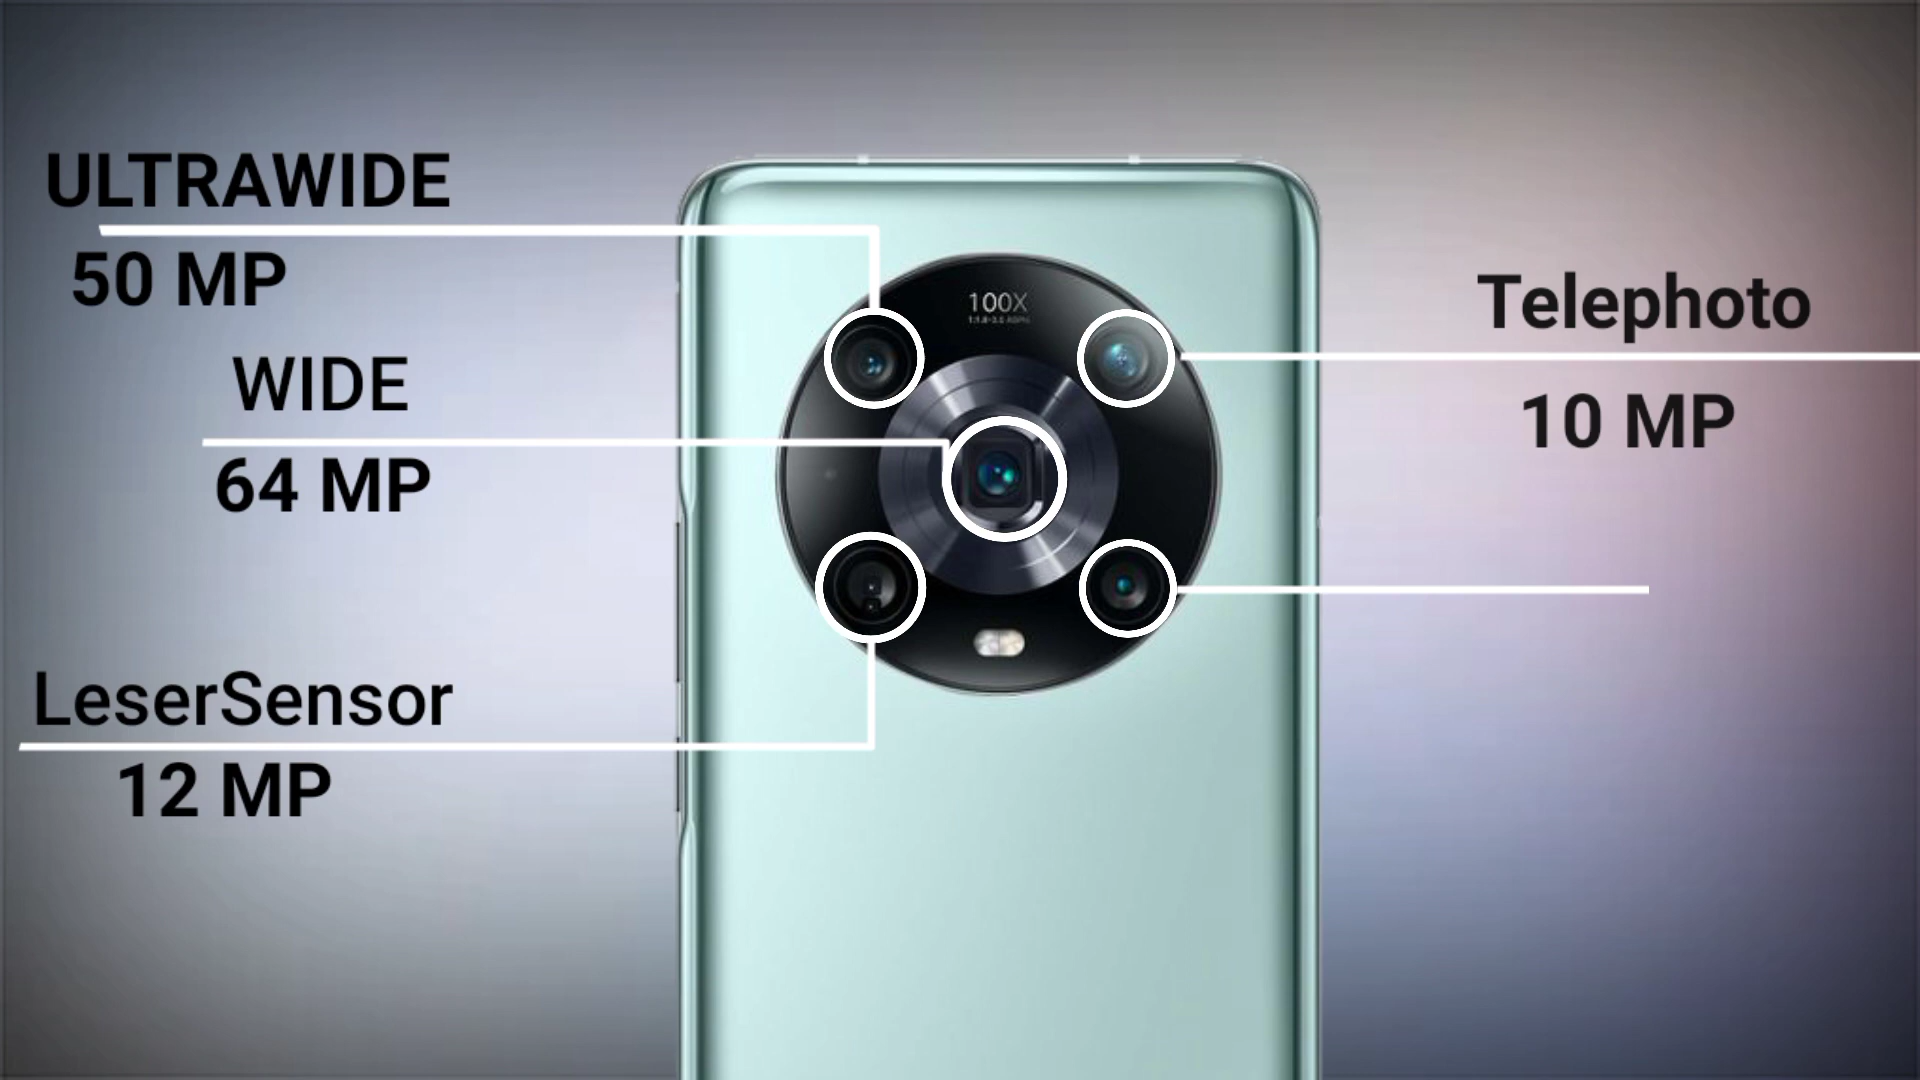 ULTRAWIDE
50 MP
WIDE
64 MP
LeserSensor
12 MP
100X
Telephoto
10 MP